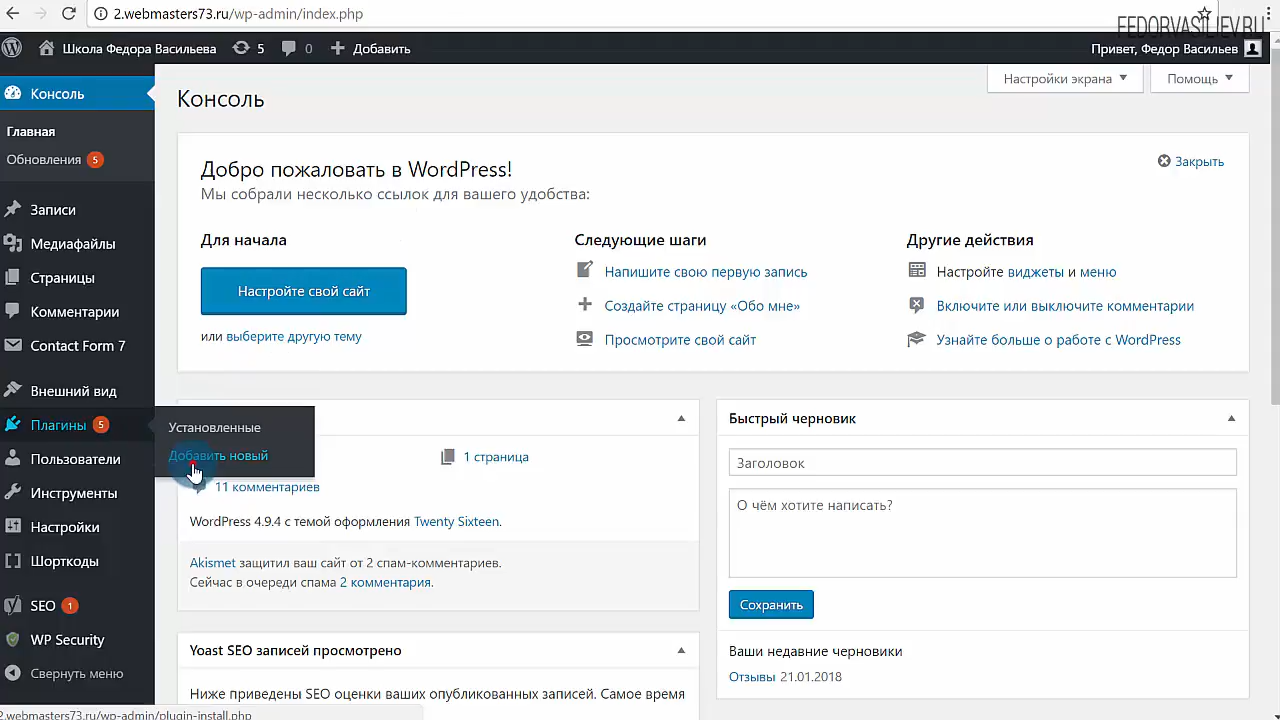 2.webmasters73.ru/wp-admin/index.php
FEDORVASILIEV.RU
Школа Федора Васильева
5
0
Добавить
Привет, Федор Васильев
Консоль
Главная
Обновления 5
Записи
Медиафайлы
Страницы
Комментарии
Contact Form 7
Внешний вид
Плагины 5
Пользователи
Инструменты
Настройки
Шорткоды
SEO 1
WP Security
Свернуть меню
Установленные
Добавить новый
Настройки экрана
Помощь
Консоль
Добро пожаловать в WordPress!
Мы собрали несколько ссылок для вашего удобства:
Закрыть
Для начала
Настройте свой сайт
или выберите другую тему
Следующие шаги
Напишите свою первую запись
Создайте страницу «Обо мне»
Просмотрите свой сайт
Другие действия
Настройте виджеты и меню
Включите или выключите комментарии
Узнайте больше о работе с WordPress
1 страница
11 комментариев
WordPress 4.9.4 с темой оформления Twenty Sixteen.
Akismet защитил ваш сайт от 2 спам-комментариев.
Сейчас в очереди спама 2 комментария.
Yoast SEO записей просмотрено
Ниже приведены SEO оценки ваших опубликованных записей. Самое время
Быстрый черновик
Заголовок
О чём хотите написать?
Сохранить
Ваши недавние черновики
Отзывы 21.01.2018
2.webmasters73.ru/wp-admin/plugin-install.php